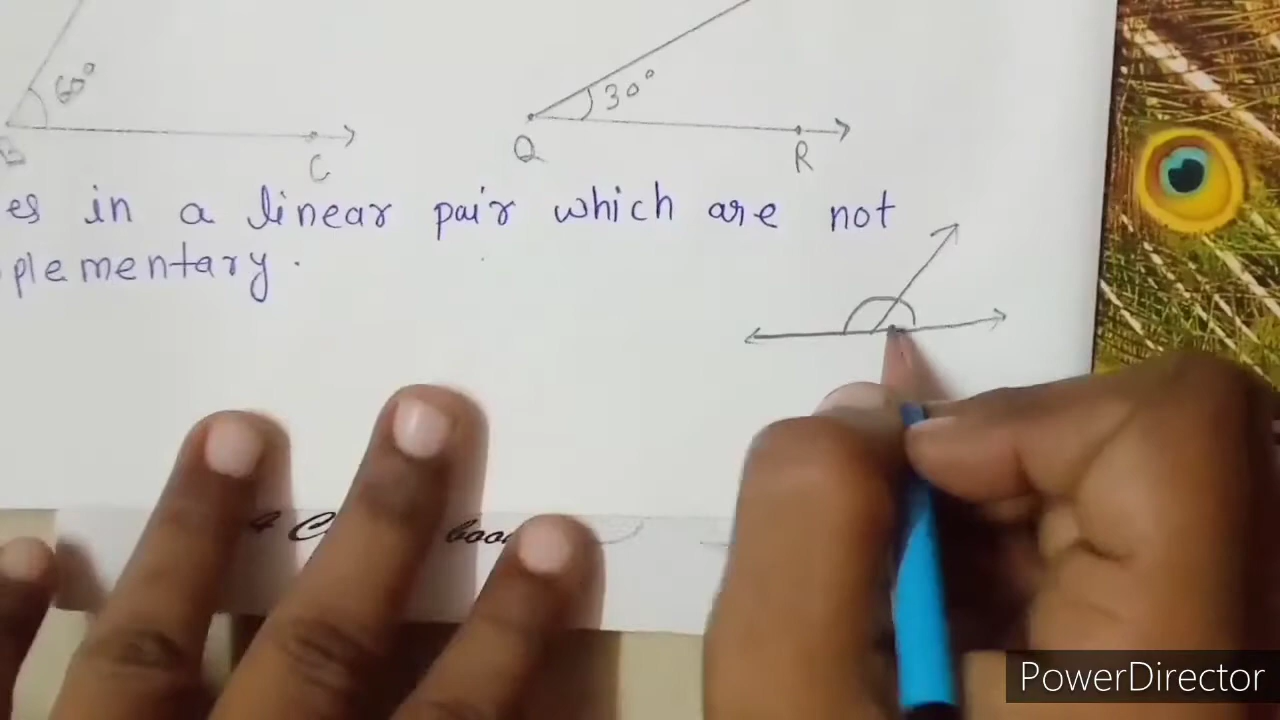 60°
30°
B
C
Q
R
es in a linear pair which are not
plementary.
PowerDirector